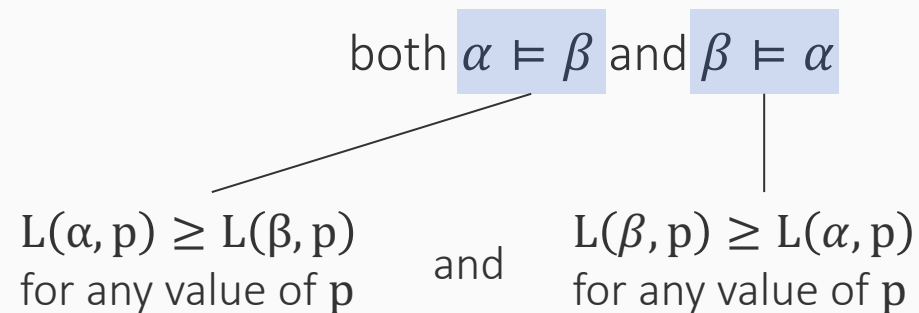 both α ⊨ β and β ⊨ α
L(α, p) ≥ L(β, p)
for any value of p
and
L(β, p) ≥ L(α, p)
for any value of p